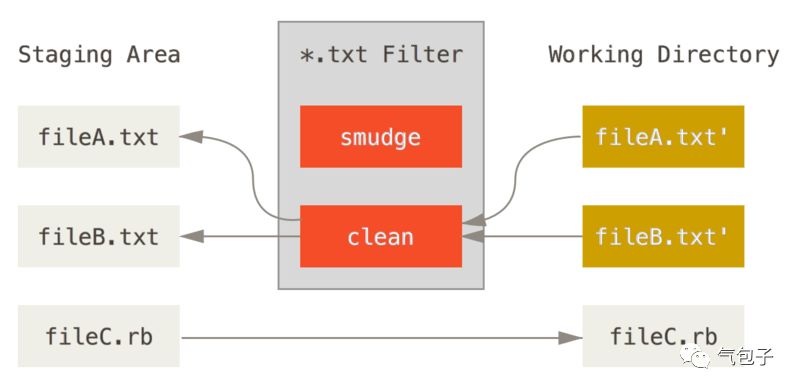 Staging Area
*.txt Filter
Working Directory
fileA.txt
smudge
fileA.txt'
fileB.txt
clean
fileB.txt'
fileC.rb
fileC.rb
气包子